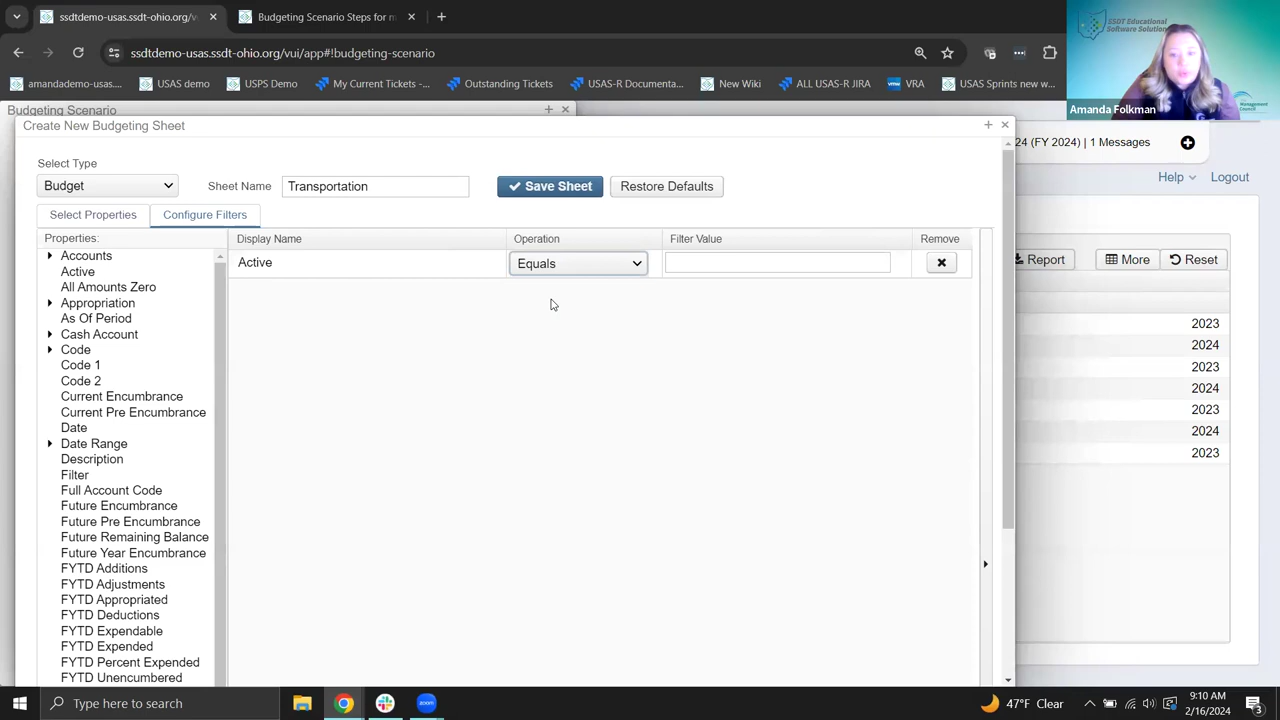 ssdtdemo-usas.ssdt-ohio.org/v
Budgeting Scenario Steps for m
ssdtdemo-usas.ssdt-ohio.org/vui/app#!budgeting-scenario
amandademo-usas.s...
USAS demo
USPS Demo
My Current Tickets -...
Outstanding Tickets
USAS-R Documenta...
New Wiki
ALL USAS-R JIRA
VRA
USAS Sprints new w...
SSDT Educational
Software Solution
Amanda Folkman
Management
Council
Budgeting Scenario
Create New Budgeting Sheet
24 (FY 2024) | 1 Messages
Help
Logout
Select Type
Budget
Sheet Name
Transportation
Save Sheet
Restore Defaults
Select Properties
Configure Filters
Properties:
Display Name
Operation
Filter Value
Remove
Active
Equals
Report
More
Reset
Accounts
Active
All Amounts Zero
Appropriation
As Of Period
Cash Account
Code
Code 1
Code 2
Current Encumbrance
Current Pre Encumbrance
Date
Date Range
Description
Filter
Full Account Code
Future Encumbrance
Future Pre Encumbrance
Future Remaining Balance
Future Year Encumbrance
FYTD Additions
FYTD Adjustments
FYTD Appropriated
FYTD Deductions
FYTD Expendable
FYTD Expended
FYTD Percent Expended
FYTD Unencumbered
2023
2024
2023
2024
2023
2024
2023
Type here to search
47°F Clear
9:10 AM
2/16/2024
3